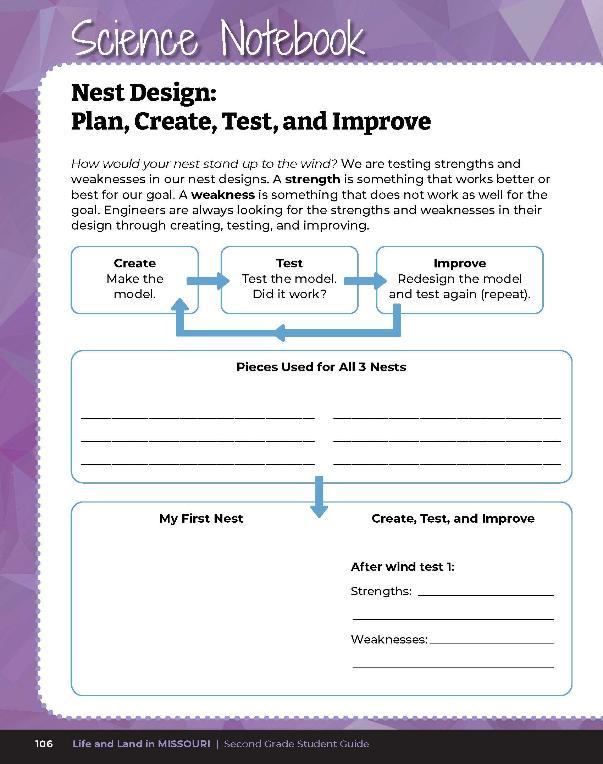 Science Notebook
Nest Design:
Plan, Create, Test, and Improve
How would your nest stand up to the wind? We are testing strengths and
weaknesses in our nest designs. A strength is something that works better or
best for our goal. A weakness is something that does not work as well for the
goal. Engineers are always looking for the strengths and weaknesses in their
design through creating, testing, and improving.
Create
Make the
model.
Test
Test the model.
Did it work?
Improve
Redesign the model
and test again (repeat).
Pieces Used for All 3 Nests
My First Nest
Create, Test, and Improve
After wind test 1:
Strengths:
Weaknesses:
106 Life and Land in MISSOURI | Second Grade Student Guide